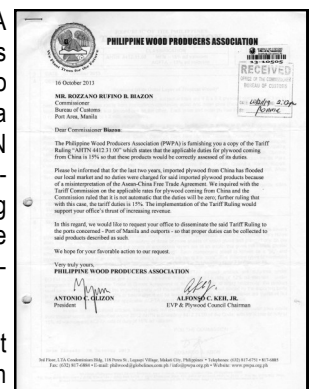 PHILIPPINE WOOD PRODUCERS ASSOCIATION
RECEIVED
16 October 2013
MR. ROZZANO RUFINO B. BIAZON
Commissioner
Bureau of Customs
Port Area, Manila
Dear Commissioner Biazon:
The Philippine Wood Producers Association (PWPA) is furnishing you a copy of the Tariff
Ruling "AHTN 4412.31.00" which states that the applicable duties for plywood coming
from China is 15% so that these products would be correctly assessed of its duties.
Please be informed that for the last two years, imported plywood from China has flooded
our local market and no duties were charged for said imported plywood products because
of a misinterpretation of the Asean-China Free Trade Agreement. We inquired with the
Tariff Commission on the applicable rates for plywood coming from China and the
Commission ruled that it is not automatic that the duties will be zero; further ruling that
with this case, the tariff duties is 15%. The implementation of the Tariff Ruling would
support your office's thrust of increasing revenue.
In this regard, we would like to request your office to disseminate the said Tariff Ruling to
the ports concerned - Port of Manila and outports - so that proper duties can be collected to
said products described as such.
We hope for your favorable action to our request.
Very truly yours,
PHILIPPINE WOOD PRODUCERS ASSOCIATION
ANTONIO C. OLIZON
President
ALFONSO C. KEH, JR.
EVP & Plywood Council Chairman